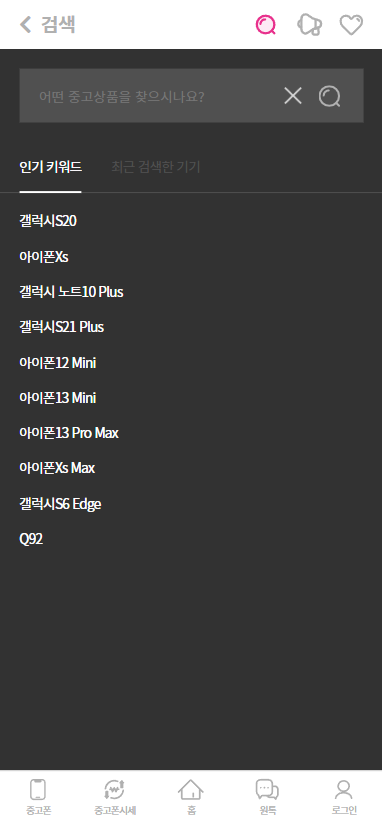 검색
어떤 중고상품을 찾으시나요?
인기 키워드 최근 검색한 기기
갤럭시S20
아이폰Xs
갤럭시 노트10 Plus
갤럭시S21 Plus
아이폰12 Mini
아이폰13 Mini
아이폰13 Pro Max
아이폰Xs Max
갤럭시S6 Edge
Q92
중고폰 중고폰시세 홈 원톡 로그인